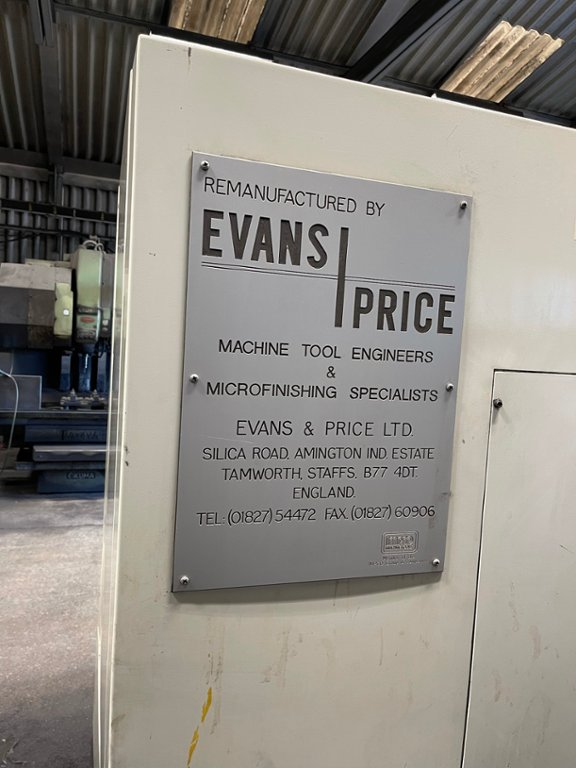 REMANUFACTURED BY
EVANS
PRICE
MACHINE TOOL ENGINEERS
&
MICROFINISHING SPECIALISTS
EVANS & PRICE LTD.
SILICA ROAD, AMINGTON IND. ESTATE
TAMWORTH, STAFFS. B77 4DT.
ENGLAND.
TEL: (01827) 54472 FAX. (01827) 60906